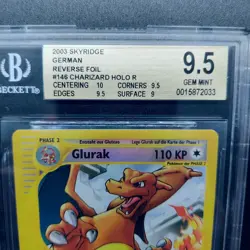 2003 SKYRIDGE
GERMAN
REVERSE FOIL
#146 CHARIZARD HOLO R
CENTERING 10 CORNERS 9.5
EDGES 9.5 SURFACE 9
9.5
GEM MINT
0015872033
B
BECKETT
PHASE 2
Glurak
110 KP